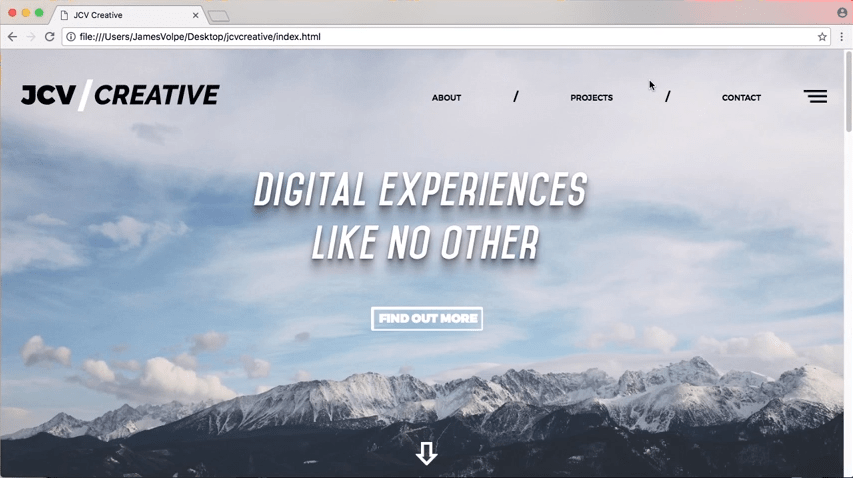 JCV Creative
file:///Users/JamesVolpe/Desktop/jcvcreative/index.html
JCV/CREATIVE
ABOUT / PROJECTS / CONTACT
DIGITAL EXPERIENCES
LIKE NO OTHER
FIND OUT MORE